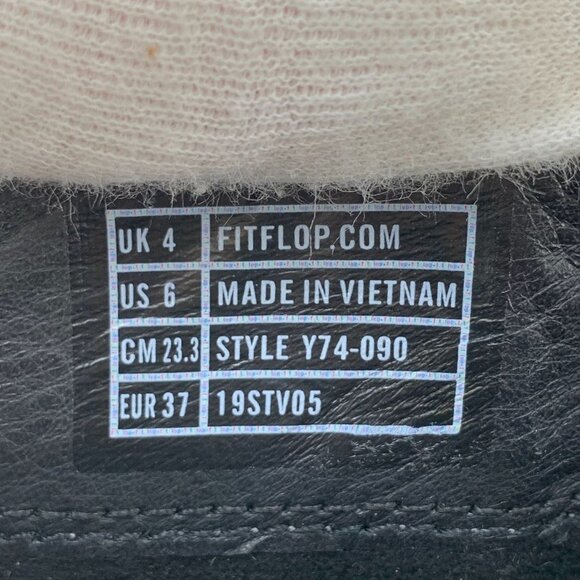 UK 4 FITFLOP.COM
US 6 MADE IN VIETNAM
CM 23.3 STYLE Y74-090
EUR 37 19STV05